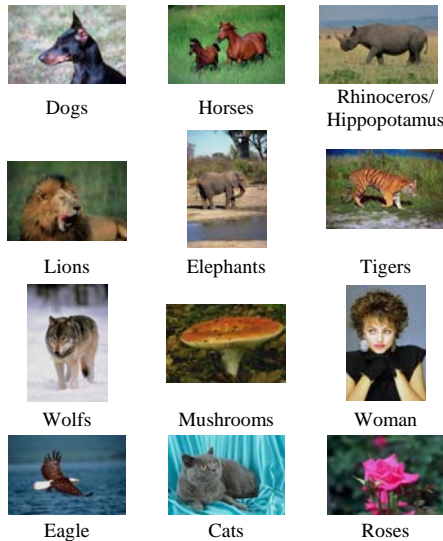 Dogs
Horses
Rhinoceros/
Hippopotamus
Lions
Elephants
Tigers
Wolfs
Mushrooms
Woman
Eagle
Cats
Roses